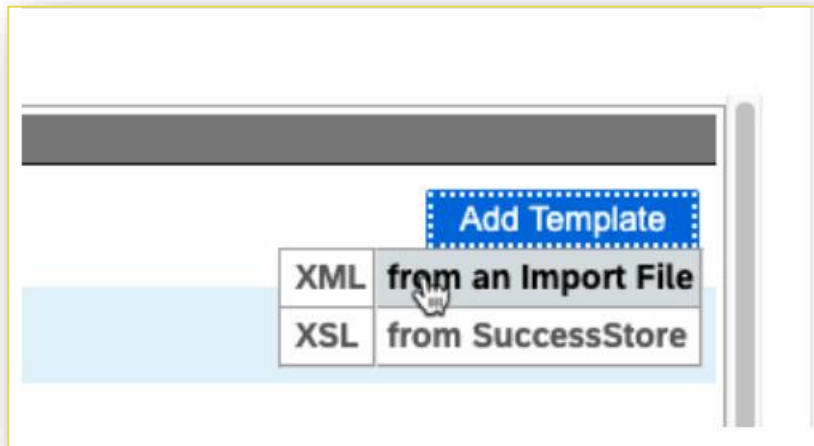 Add Template
XML from an Import File
XSL from SuccessStore